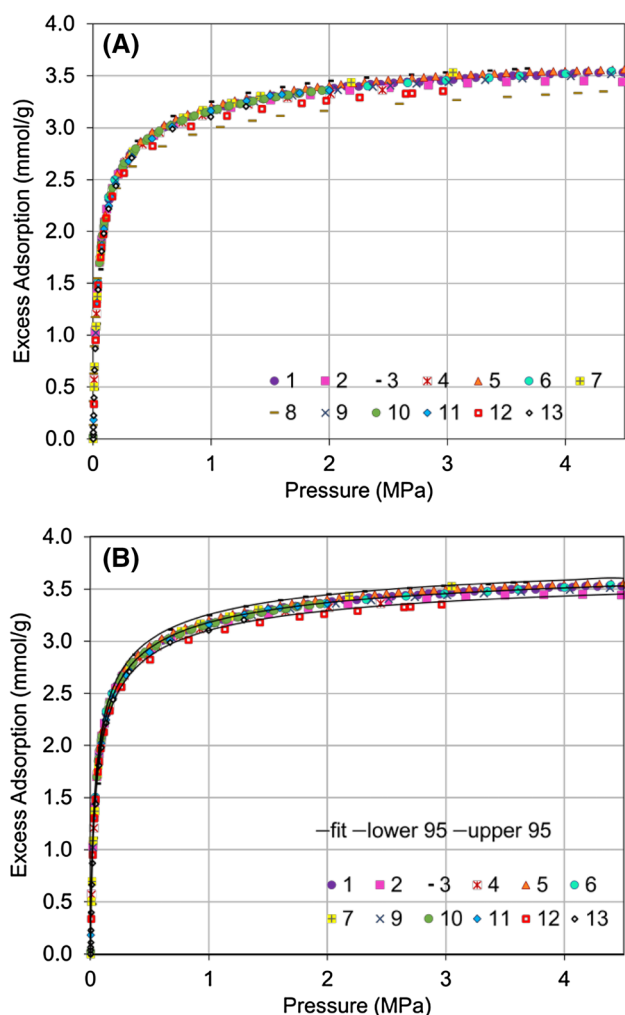 (A)
Excess Adsorption (mmol/g)
4.0
3.5
3.0
2.5
2.0
1.5
1.0
0.5
0.0
1 2 3 4 5 6 7
8 9 10 11 12 13
0 1 2 3 4
Pressure (MPa)
(B)
Excess Adsorption (mmol/g)
4.0
3.5
3.0
2.5
2.0
1.5
1.0
0.5
0.0
fit lower 95 upper 95
1 2 3 4 5 6
7 9 10 11 12 13
0 1 2 3 4
Pressure (MPa)